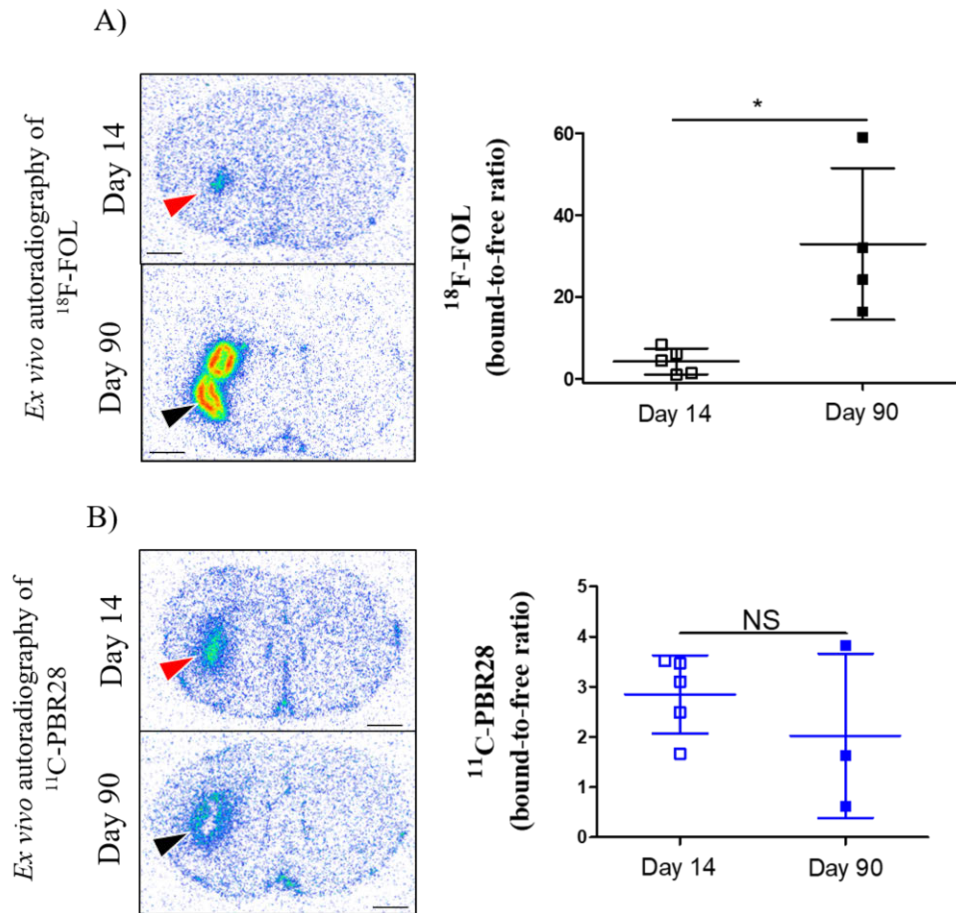 A)
Ex vivo autoradiography of
¹⁸F-FOL
Day 14
Day 90
¹⁸F-FOL
(bound-to-free ratio)
60
40
20
0
*
Day 14
Day 90
B)
Ex vivo autoradiography of
¹¹C-PBR28
Day 14
Day 90
¹¹C-PBR28
(bound-to-free ratio)
5
4
3
2
1
0
NS
Day 14
Day 90